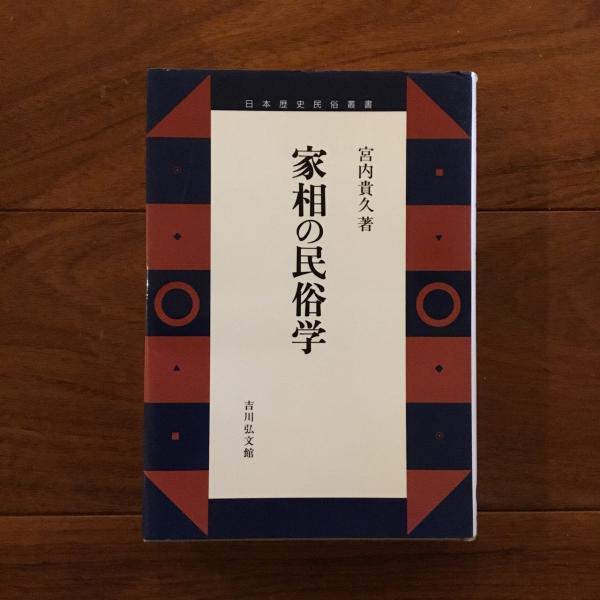 日本歴史民俗叢書
宮内貴久著
家相の民俗学
吉川弘文館